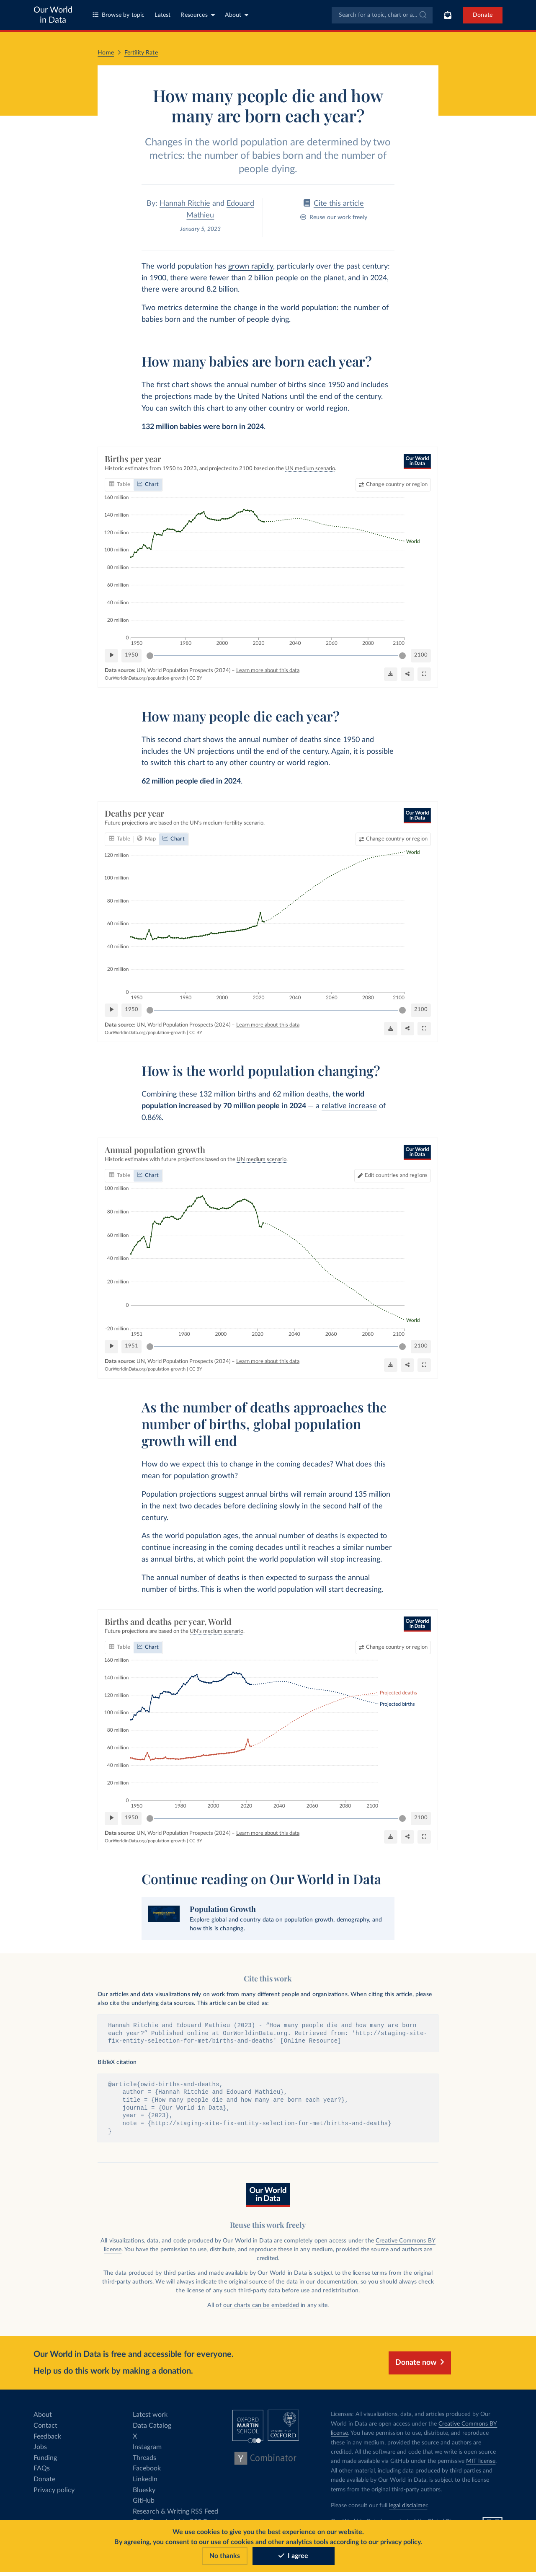 Our World
in Data
Browse by topic
Latest
Resources
About
Search for a topic, chart or a...
Donate
Home
Fertility Rate
How many people die and how
many are born each year?
Changes in the world population are determined by two
metrics: the number of babies born and the number of
people dying.
By: Hannah Ritchie and Edouard
Mathieu
January 5, 2023
Cite this article
Reuse our work freely
The world population has grown rapidly, particularly over the past century:
in 1900, there were fewer than 2 billion people on the planet, and in 2024,
there were around 8.2 billion.
Two metrics determine the change in the world population: the number of
babies born and the number of people dying.
How many babies are born each year?
The first chart shows the annual number of births since 1950 and includes
the projections made by the United Nations until the end of the century.
You can switch this chart to any other country or world region.
132 million babies were born in 2024.
Births per year
Historic estimates from 1950 to 2023, and projected to 2100 based on the UN medium scenario.
Our World
in Data
Table
Chart
Change country or region
160 million
140 million
120 million
100 million
80 million
60 million
40 million
20 million
0
World
1950 1980 2000 2020 2040 2060 2080 2100
1950
2100
Data source: UN, World Population Prospects (2024) – Learn more about this data
OurWorldinData.org/population-growth | CC BY
How many people die each year?
This second chart shows the annual number of deaths since 1950 and
includes the UN projections until the end of the century. Again, it is possible
to switch this chart to any other country or world region.
62 million people died in 2024.
Deaths per year
Future projections are based on the UN's medium-fertility scenario.
Our World
in Data
Table
Map
Chart
Change country or region
120 million
100 million
80 million
60 million
40 million
20 million
0
World
1950 1980 2000 2020 2040 2060 2080 2100
1950
2100
Data source: UN, World Population Prospects (2024) – Learn more about this data
OurWorldinData.org/population-growth | CC BY
How is the world population changing?
Combining these 132 million births and 62 million deaths, the world
population increased by 70 million people in 2024 — a relative increase of
0.86%.
Annual population growth
Historic estimates with future projections based on the UN medium scenario.
Our World
in Data
Table
Chart
Edit countries and regions
100 million
80 million
60 million
40 million
20 million
0
-20 million
World
1951 1980 2000 2020 2040 2060 2080 2100
1951
2100
Data source: UN, World Population Prospects (2024) – Learn more about this data
OurWorldinData.org/population-growth | CC BY
As the number of deaths approaches the
number of births, global population
growth will end
How do we expect this to change in the coming decades? What does this
mean for population growth?
Population projections suggest annual births will remain around 135 million
in the next two decades before declining slowly in the second half of the
century.
As the world population ages, the annual number of deaths is expected to
continue increasing in the coming decades until it reaches a similar number
as annual births, at which point the world population will stop increasing.
The annual number of deaths is then expected to surpass the annual
number of births. This is when the world population will start decreasing.
Births and deaths per year, World
Future projections are based on the UN's medium scenario.
Our World
in Data
Table
Chart
Change country or region
160 million
140 million
120 million
100 million
80 million
60 million
40 million
20 million
0
Projected deaths
Projected births
1950 1980 2000 2020 2040 2060 2080 2100
1950
2100
Data source: UN, World Population Prospects (2024) – Learn more about this data
OurWorldinData.org/population-growth | CC BY
Continue reading on Our World in Data
Population Growth
Explore global and country data on population growth, demography, and
how this is changing.
Cite this work
Our articles and data visualizations rely on work from many different people and organizations. When citing this article, please
also cite the underlying data sources. This article can be cited as:
Hannah Ritchie and Edouard Mathieu (2023) - "How many people die and how many are born
each year?" Published online at OurWorldinData.org. Retrieved from: 'http://staging-site-
fix-entity-selection-for-met/births-and-deaths' [Online Resource]
BibTeX citation
@article{owid-births-and-deaths,
author = {Hannah Ritchie and Edouard Mathieu},
title = {How many people die and how many are born each year?},
journal = {Our World in Data},
year = {2023},
note = {http://staging-site-fix-entity-selection-for-met/births-and-deaths}
}
Our World
in Data
Reuse this work freely
All visualizations, data, and code produced by Our World in Data are completely open access under the Creative Commons BY
license. You have the permission to use, distribute, and reproduce these in any medium, provided the source and authors are
credited.
The data produced by third parties and made available by Our World in Data is subject to the license terms from the original
third-party authors. We will always indicate the original source of the data in our documentation, so you should always check
the license of any such third-party data before use and redistribution.
All of our charts can be embedded in any site.
Our World in Data is free and accessible for everyone.
Help us do this work by making a donation.
Donate now
About
Contact
Feedback
Jobs
Funding
FAQs
Donate
Privacy policy
Latest work
Data Catalog
X
Instagram
Threads
Facebook
LinkedIn
Bluesky
GitHub
Research & Writing RSS Feed
OXFORD
MARTIN
SCHOOL
UNIVERSITY OF
OXFORD
Y Combinator
Licenses: All visualizations, data, and articles produced by Our
World in Data are open access under the Creative Commons BY
license. You have permission to use, distribute, and reproduce
these in any medium, provided the source and authors are
credited. All the software and code that we write is open source
and made available via GitHub under the permissive MIT license.
All other material, including data produced by third parties and
made available by Our World in Data, is subject to the license
terms from the original third-party authors.
Please consult our full legal disclaimer.
We use cookies to give you the best experience on our website.
By agreeing, you consent to our use of cookies and other analytics tools according to our privacy policy.
No thanks
I agree